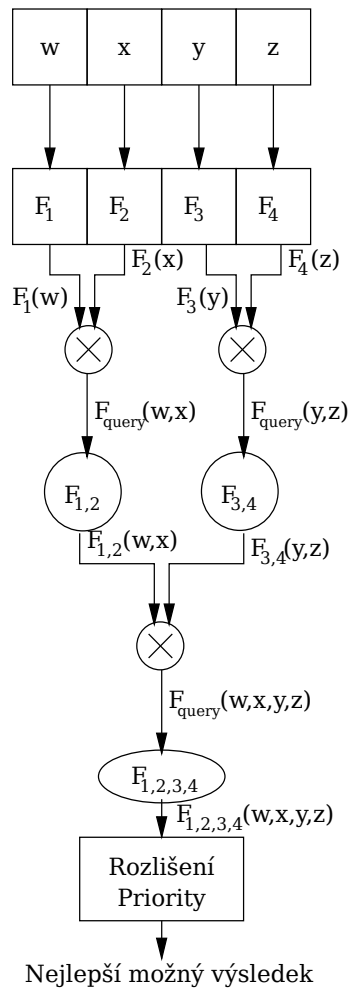 w x y z
F1 F2 F3 F4
F2(x) F4(z)
F1(w) F3(y)
Fquery(w,x) Fquery(y,z)
F1,2 F3,4
F1,2(w,x) F3,4(y,z)
Fquery(w,x,y,z)
F1,2,3,4
F1,2,3,4(w,x,y,z)
Rozlišení
Priority
Nejlepší možný výsledek